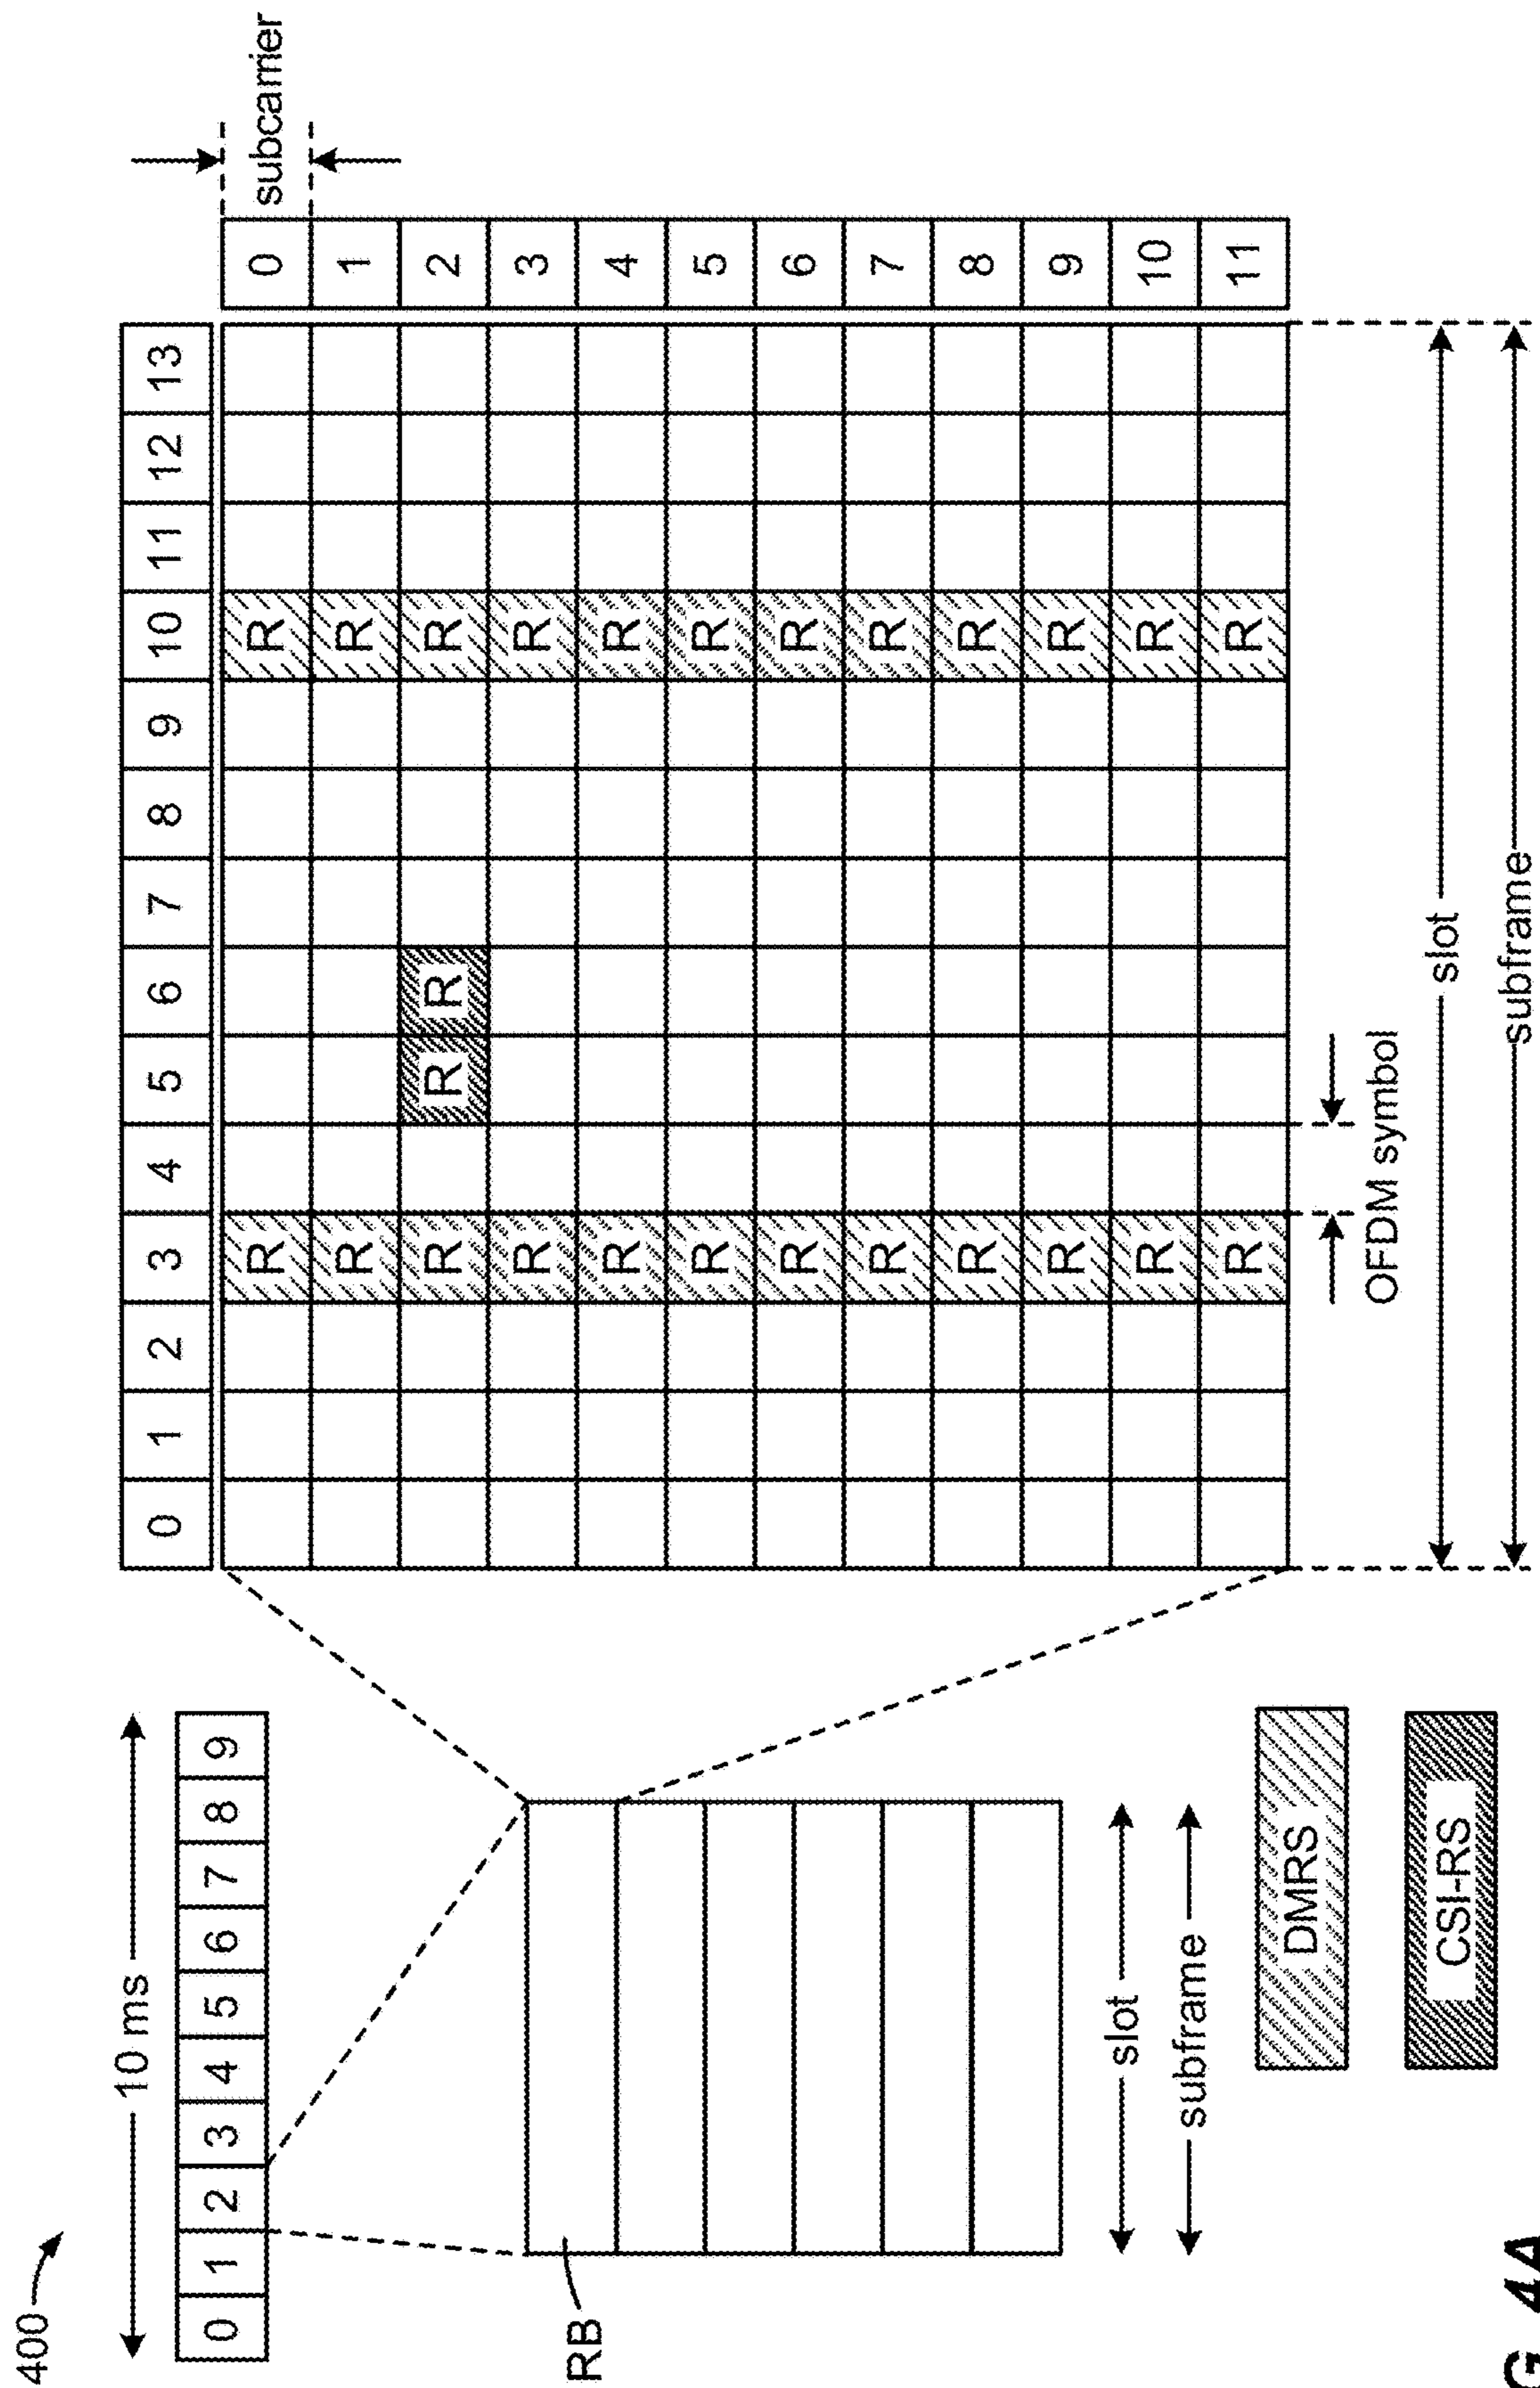 400
10 ms
0 1 2 3 4 5 6 7 8 9
RB
slot
subframe
DMRS
CSI-RS
0 1 2 3 4 5 6 7 8 9 10 11 12 13
R R 0
R R 1
R R R R 2
R R 3
R R 4
R R 5
R R 6
R R 7
R R 8
R R 9
R R 10
R R 11
subcarrier
OFDM symbol
slot
subframe
G. 4A